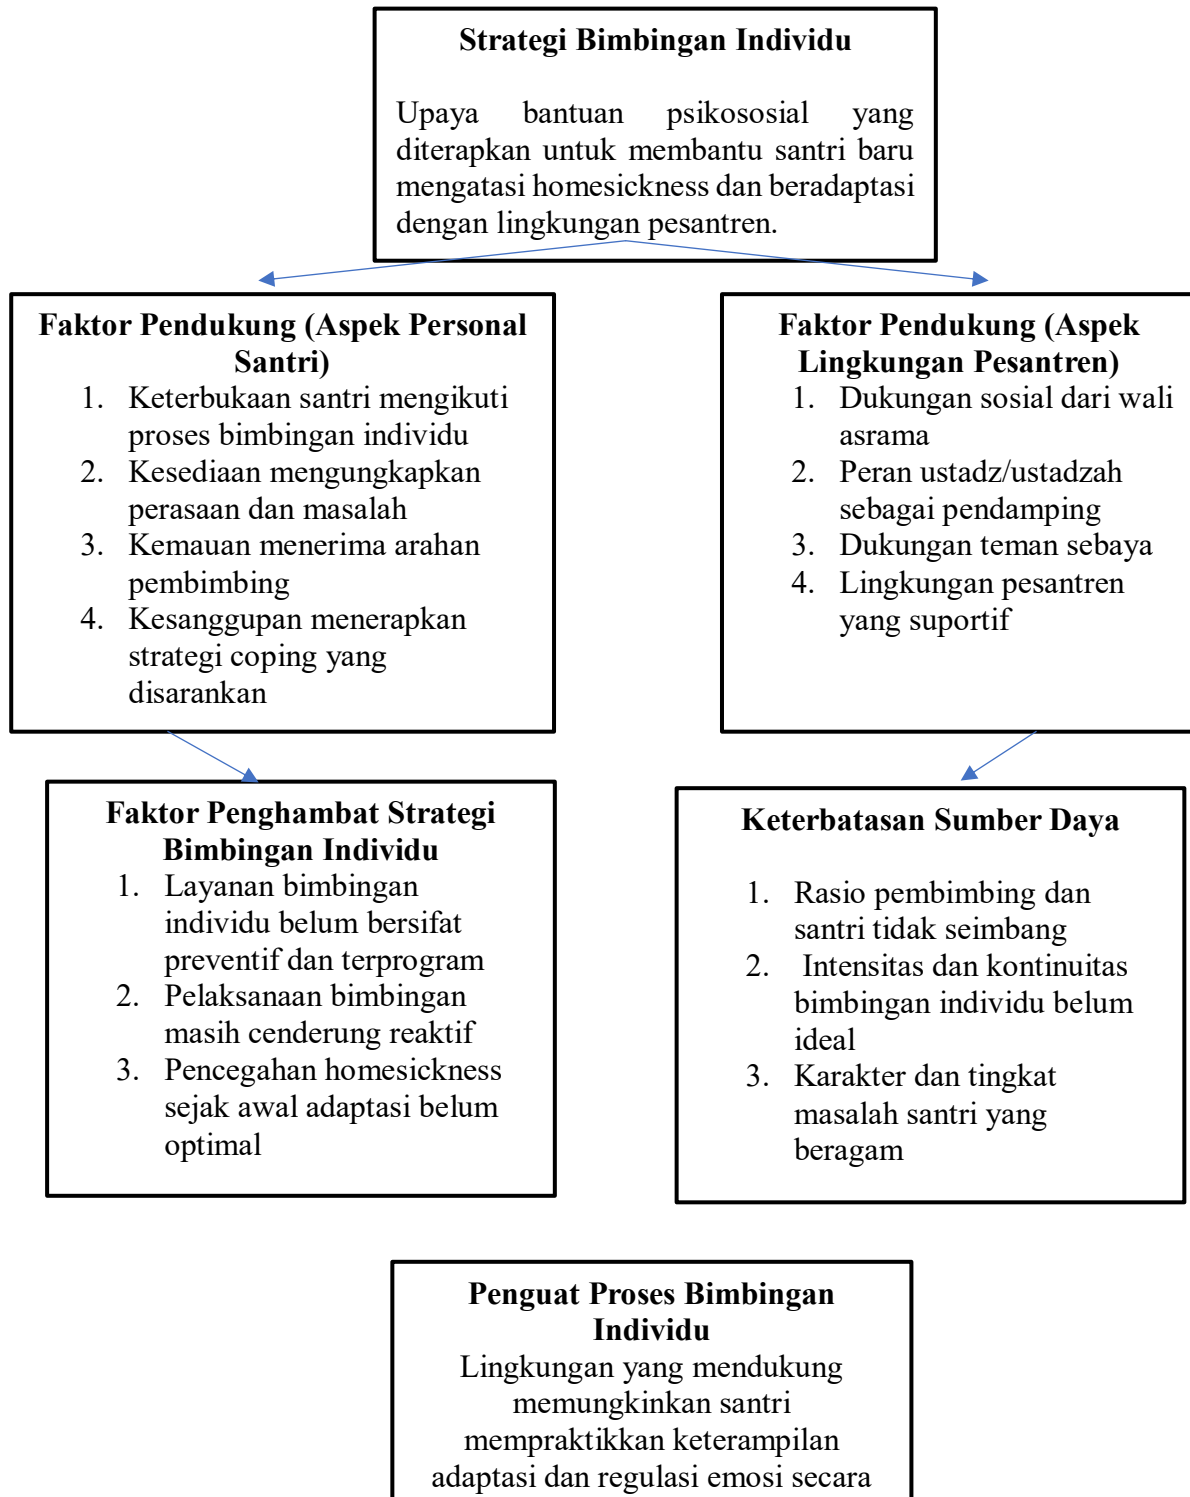 Strategi Bimbingan Individu
Upaya bantuan psikososial yang
diterapkan untuk membantu santri baru
mengatasi homesickness dan beradaptasi
dengan lingkungan pesantren.
Faktor Pendukung (Aspek Personal
Santri)
1. Keterbukaan santri mengikuti
proses bimbingan individu
2. Kesediaan mengungkapkan
perasaan dan masalah
3. Kemauan menerima arahan
pembimbing
4. Kesanggupan menerapkan
strategi coping yang
disarankan
Faktor Pendukung (Aspek
Lingkungan Pesantren)
1. Dukungan sosial dari wali
asrama
2. Peran ustadz/ustadzah
sebagai pendamping
3. Dukungan teman sebaya
4. Lingkungan pesantren
yang suportif
Faktor Penghambat Strategi
Bimbingan Individu
1. Layanan bimbingan
individu belum bersifat
preventif dan terprogram
2. Pelaksanaan bimbingan
masih cenderung reaktif
3. Pencegahan homesickness
sejak awal adaptasi belum
optimal
Keterbatasan Sumber Daya
1. Rasio pembimbing dan
santri tidak seimbang
2. Intensitas dan kontinuitas
bimbingan individu belum
ideal
3. Karakter dan tingkat
masalah santri yang
beragam
Penguat Proses Bimbingan
Individu
Lingkungan yang mendukung
memungkinkan santri
mempraktikkan keterampilan
adaptasi dan regulasi emosi secara